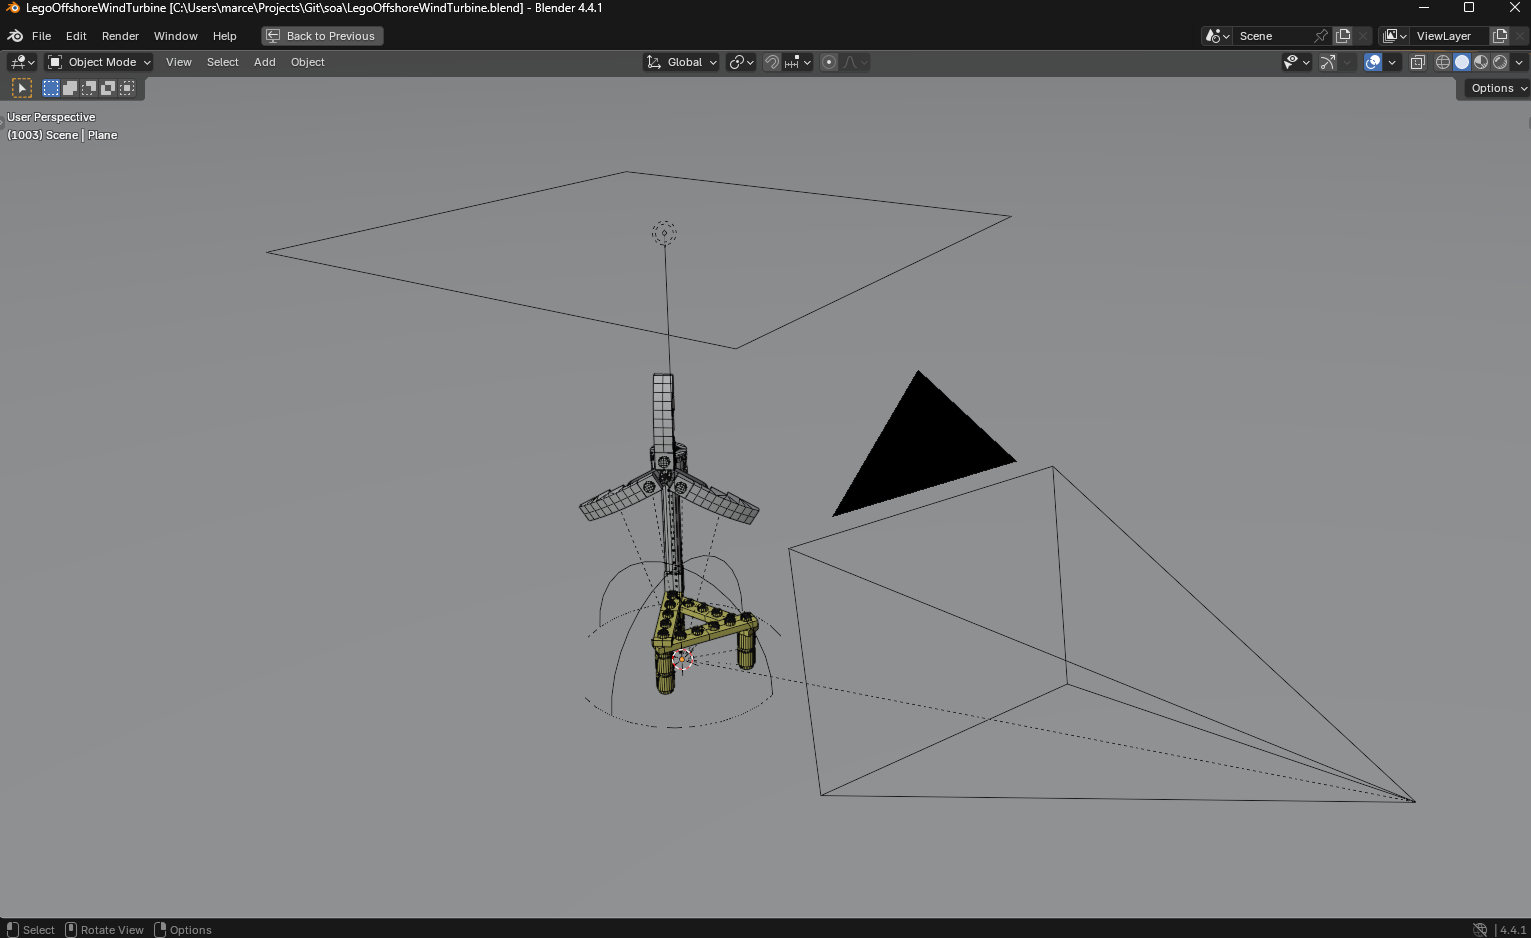 LegoOffshoreWindTurbine [C:\Users\marce\Projects\Git\soa\LegoOffshoreWindTurbine.blend] - Blender 4.4.1
File Edit Render Window Help Back to Previous Scene ViewLayer
Object Mode View Select Add Object Global
Options
User Perspective
(1003) Scene | Plane
Select Rotate View Options 4.4.1